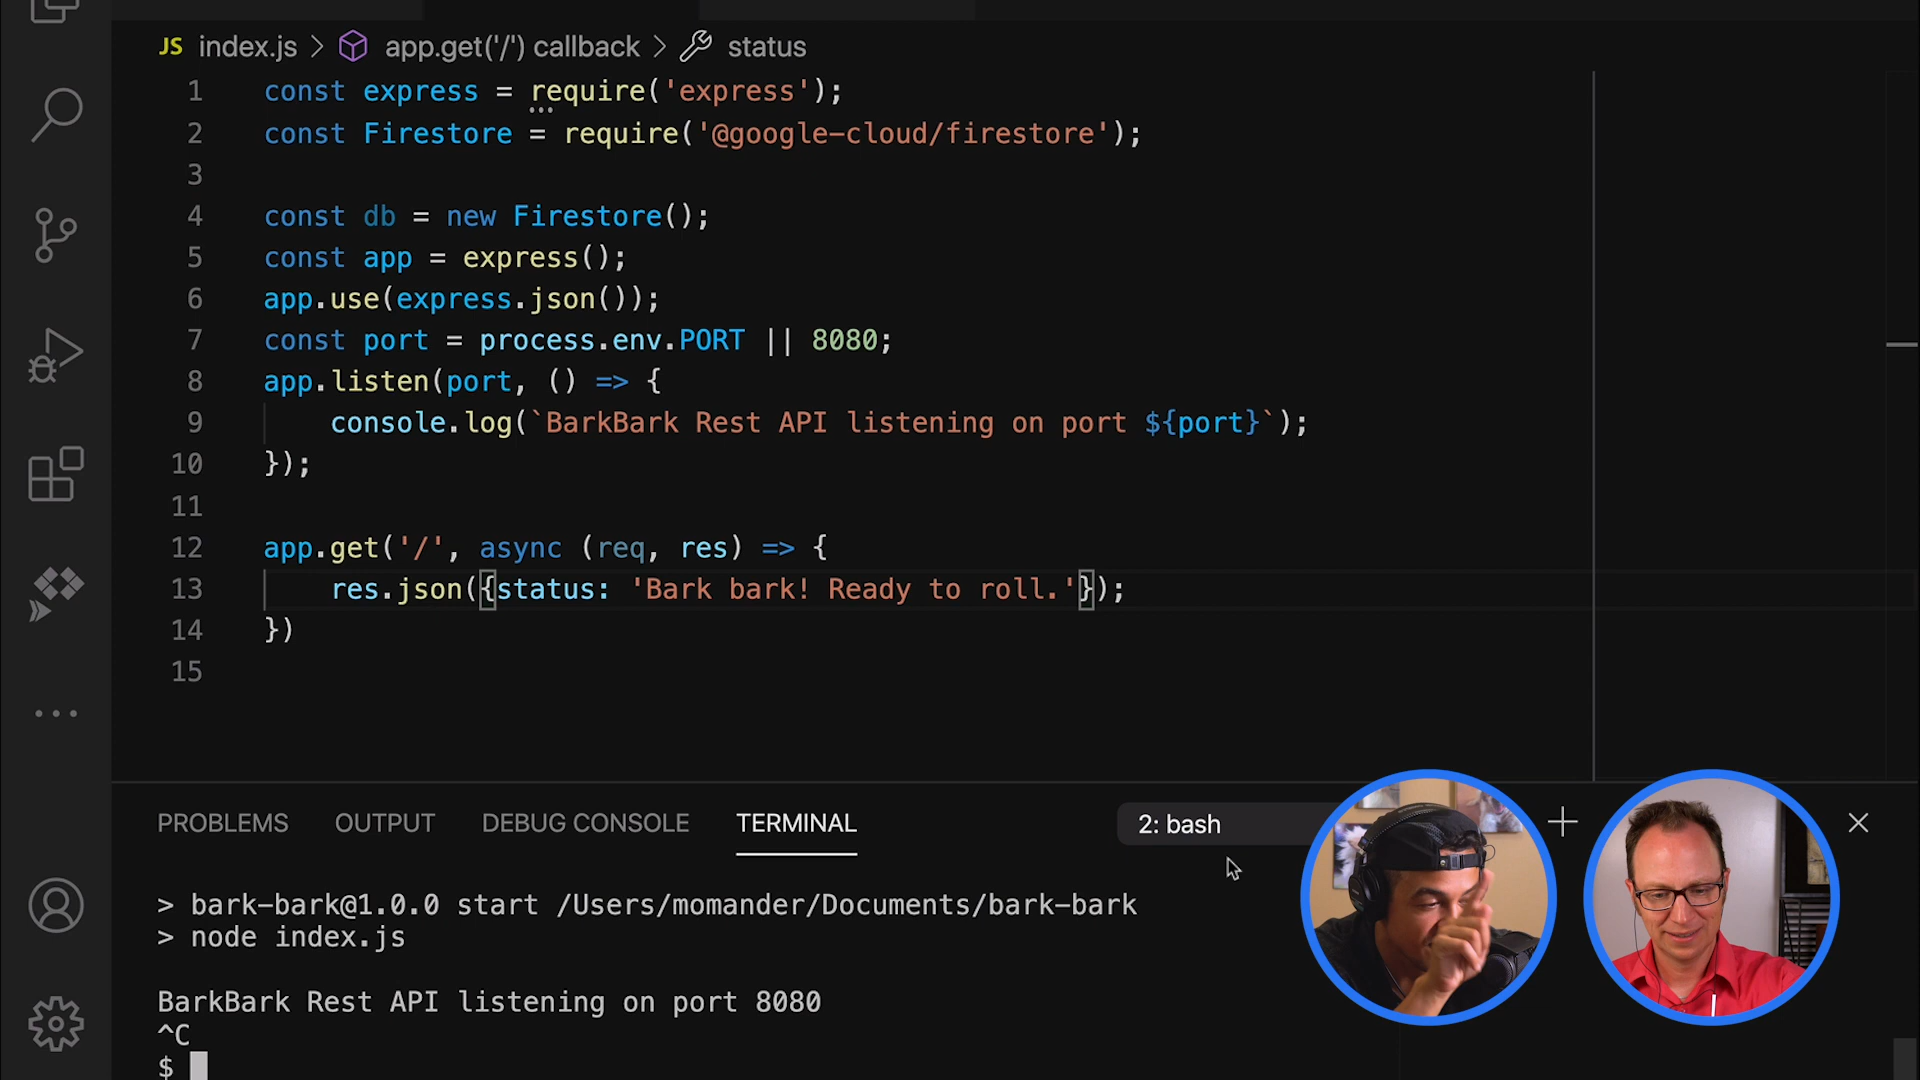 JS index.js > app.get('/') callback > status
1 const express = require('express');
2 const Firestore = require('@google-cloud/firestore');
3
4 const db = new Firestore();
5 const app = express();
6 app.use(express.json());
7 const port = process.env.PORT || 8080;
8 app.listen(port, () => {
9 console.log(`BarkBark Rest API listening on port ${port}`);
10 });
11
12 app.get('/', async (req, res) => {
13 res.json({status: 'Bark bark! Ready to roll.'});
14 })
15
PROBLEMS OUTPUT DEBUG CONSOLE TERMINAL 2: bash
> bark-bark@1.0.0 start /Users/momander/Documents/bark-bark
> node index.js
BarkBark Rest API listening on port 8080
^C
$